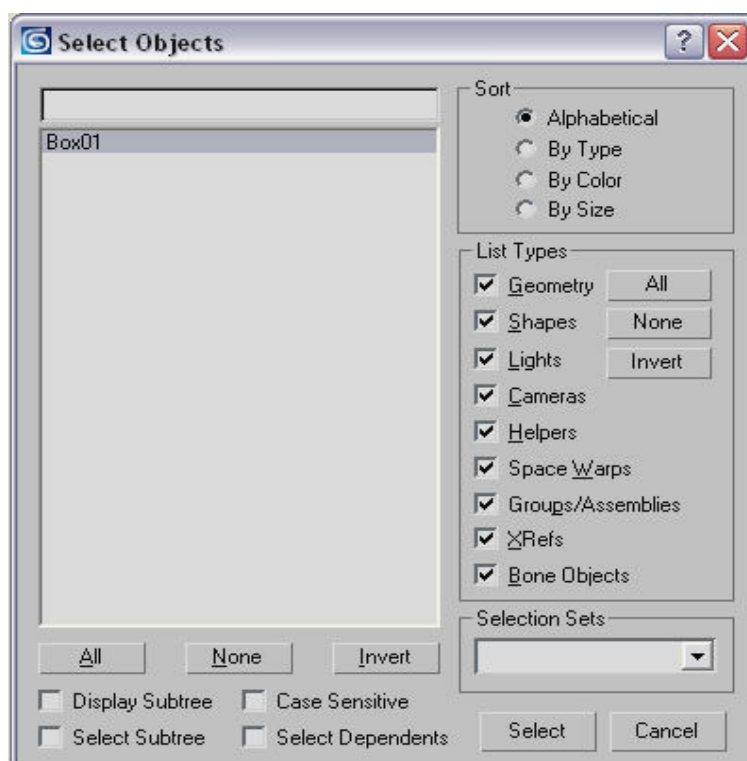 Select Objects
Box01
All None Invert
Display Subtree Case Sensitive
Select Subtree Select Dependents
Sort
Alphabetical
By Type
By Color
By Size
List Types
Geometry All
Shapes None
Lights Invert
Cameras
Helpers
Space Warps
Groups/Assemblies
XRefs
Bone Objects
Selection Sets
Select Cancel